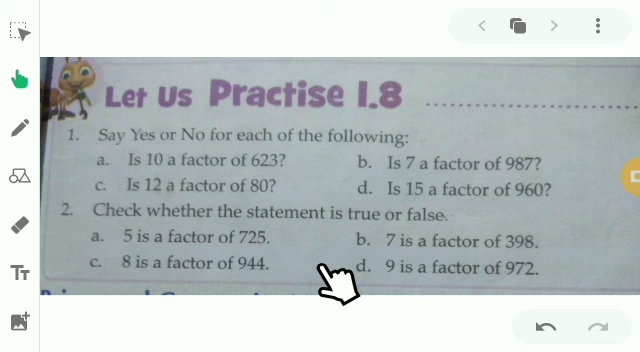 Let Us Practise 1.8
1. Say Yes or No for each of the following:
a. Is 10 a factor of 623? b. Is 7 a factor of 987?
c. Is 12 a factor of 80? d. Is 15 a factor of 960?
2. Check whether the statement is true or false.
a. 5 is a factor of 725. b. 7 is a factor of 398.
c. 8 is a factor of 944. d. 9 is a factor of 972.
TT